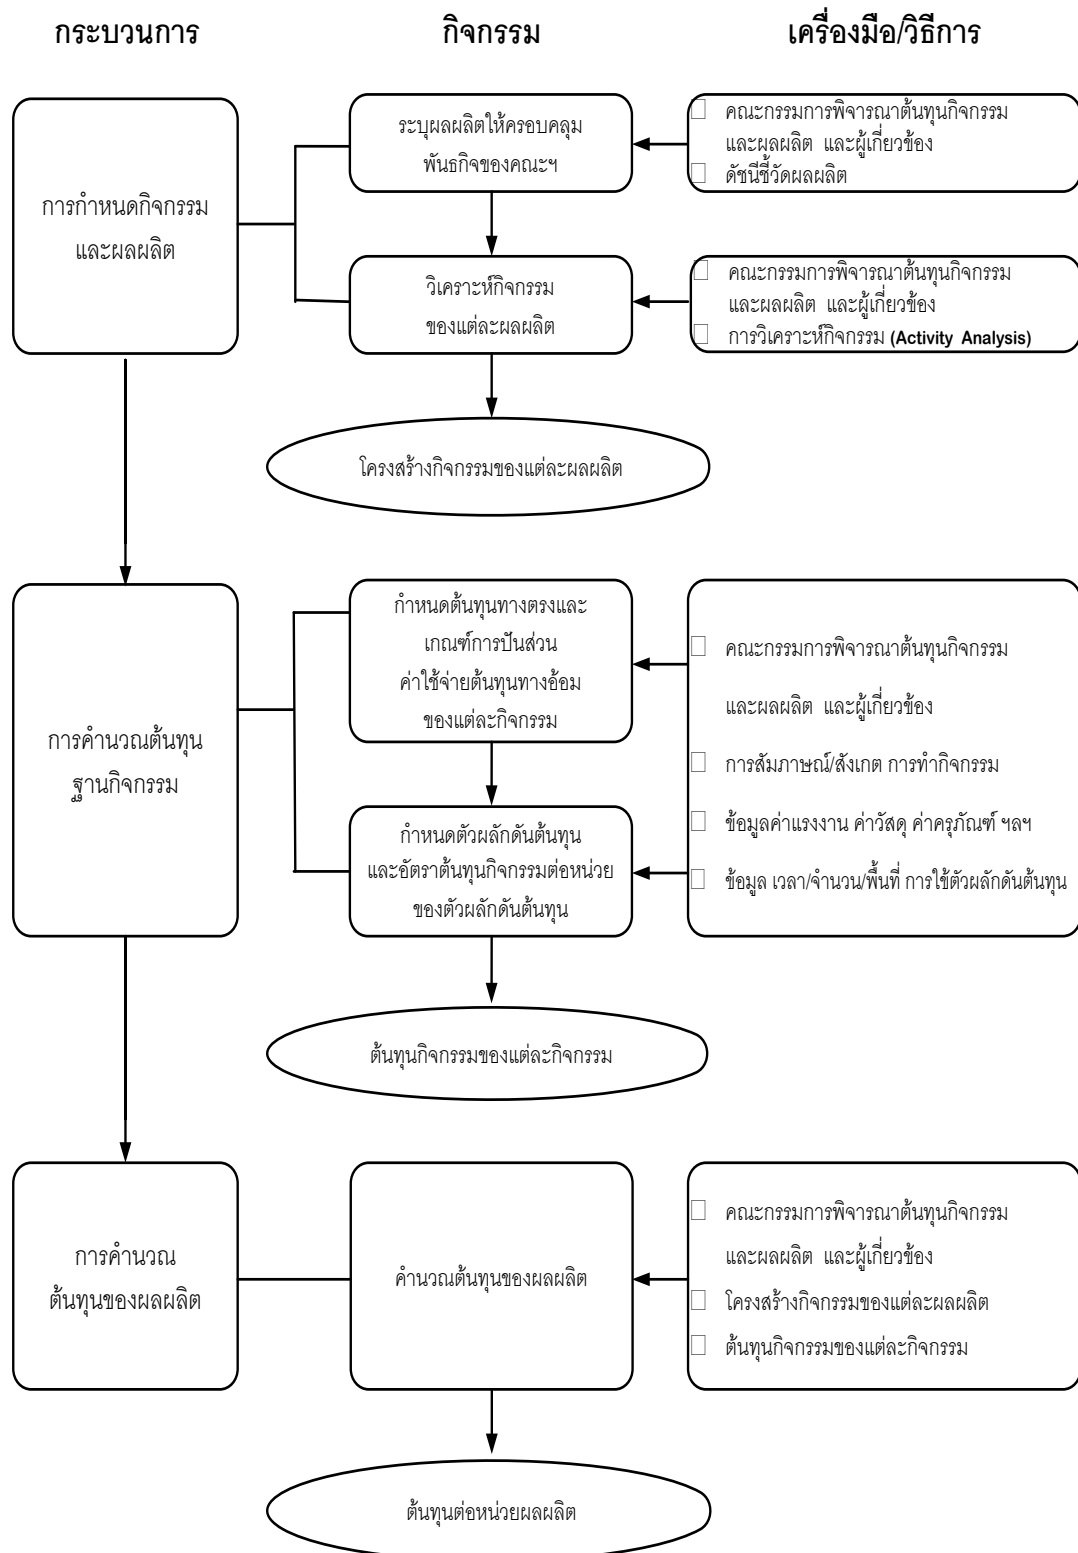 กระบวนการ
กิจกรรม
เครื่องมือ/วิธีการ
การกำหนดกิจกรรม
และผลผลิต
ระบุผลผลิตให้ครอบคลุม
พันธกิจของคณะฯ
คณะกรรมการพิจารณาต้นทุนกิจกรรม
และผลผลิต และผู้เกี่ยวข้อง
ดัชนีชี้วัดผลผลิต
วิเคราะห์กิจกรรม
ของแต่ละผลผลิต
คณะกรรมการพิจารณาต้นทุนกิจกรรม
และผลผลิต และผู้เกี่ยวข้อง
การวิเคราะห์กิจกรรม (Activity Analysis)
โครงสร้างกิจกรรมของแต่ละผลผลิต
การคำนวณต้นทุน
ฐานกิจกรรม
กำหนดต้นทุนทางตรงและ
เกณฑ์การปันส่วน
ค่าใช้จ่ายต้นทุนทางอ้อม
ของแต่ละกิจกรรม
กำหนดตัวผลักดันต้นทุน
และอัตราต้นทุนกิจกรรมต่อหน่วย
ของตัวผลักดันต้นทุน
คณะกรรมการพิจารณาต้นทุนกิจกรรม
และผลผลิต และผู้เกี่ยวข้อง
การสัมภาษณ์/สังเกต การทำกิจกรรม
ข้อมูลค่าแรงงาน ค่าวัสดุ ค่าครุภัณฑ์ ฯลฯ
ข้อมูล เวลา/จำนวน/พื้นที่ การใช้ตัวผลักดันต้นทุน
ต้นทุนกิจกรรมของแต่ละกิจกรรม
การคำนวณ
ต้นทุนของผลผลิต
คำนวณต้นทุนของผลผลิต
คณะกรรมการพิจารณาต้นทุนกิจกรรม
และผลผลิต และผู้เกี่ยวข้อง
โครงสร้างกิจกรรมของแต่ละผลผลิต
ต้นทุนกิจกรรมของแต่ละกิจกรรม
ต้นทุนต่อหน่วยผลผลิต